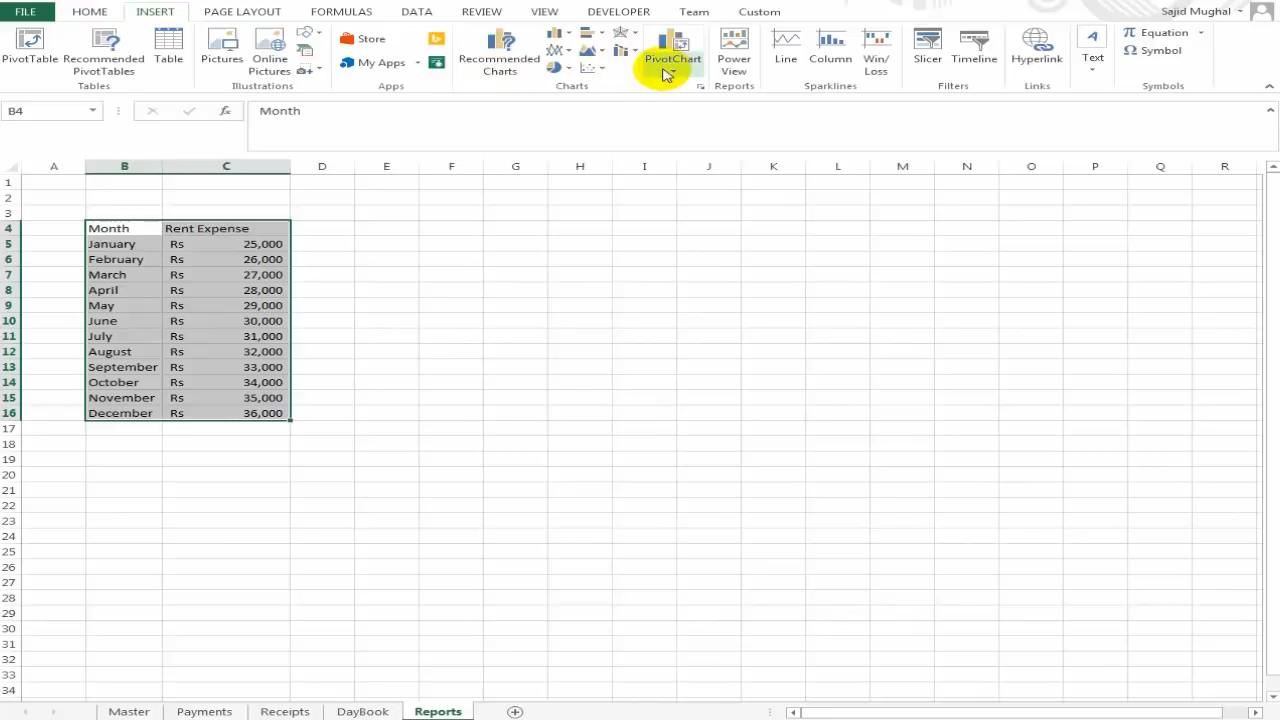 FILE HOME INSERT PAGE LAYOUT FORMULAS DATA REVIEW VIEW DEVELOPER Team Custom Sajid Mughal
PivotTable Recommended PivotTables Table Pictures Online Pictures Store My Apps Recommended Charts PivotChart Power View Line Column Win/Loss Slicer Timeline Hyperlink Text Equation Symbol
Tables Illustrations Apps Charts Reports Sparklines Filters Links Symbols
B4 fx Month
A B C D E F G H I J K L M N O P Q R
1
2
3
4 Month Rent Expense
5 January Rs 25,000
6 February Rs 26,000
7 March Rs 27,000
8 April Rs 28,000
9 May Rs 29,000
10 June Rs 30,000
11 July Rs 31,000
12 August Rs 32,000
13 September Rs 33,000
14 October Rs 34,000
15 November Rs 35,000
16 December Rs 36,000
17
18
19
20
21
22
23
24
25
26
27
28
29
30
31
32
33
34
Master Payments Receipts DayBook Reports